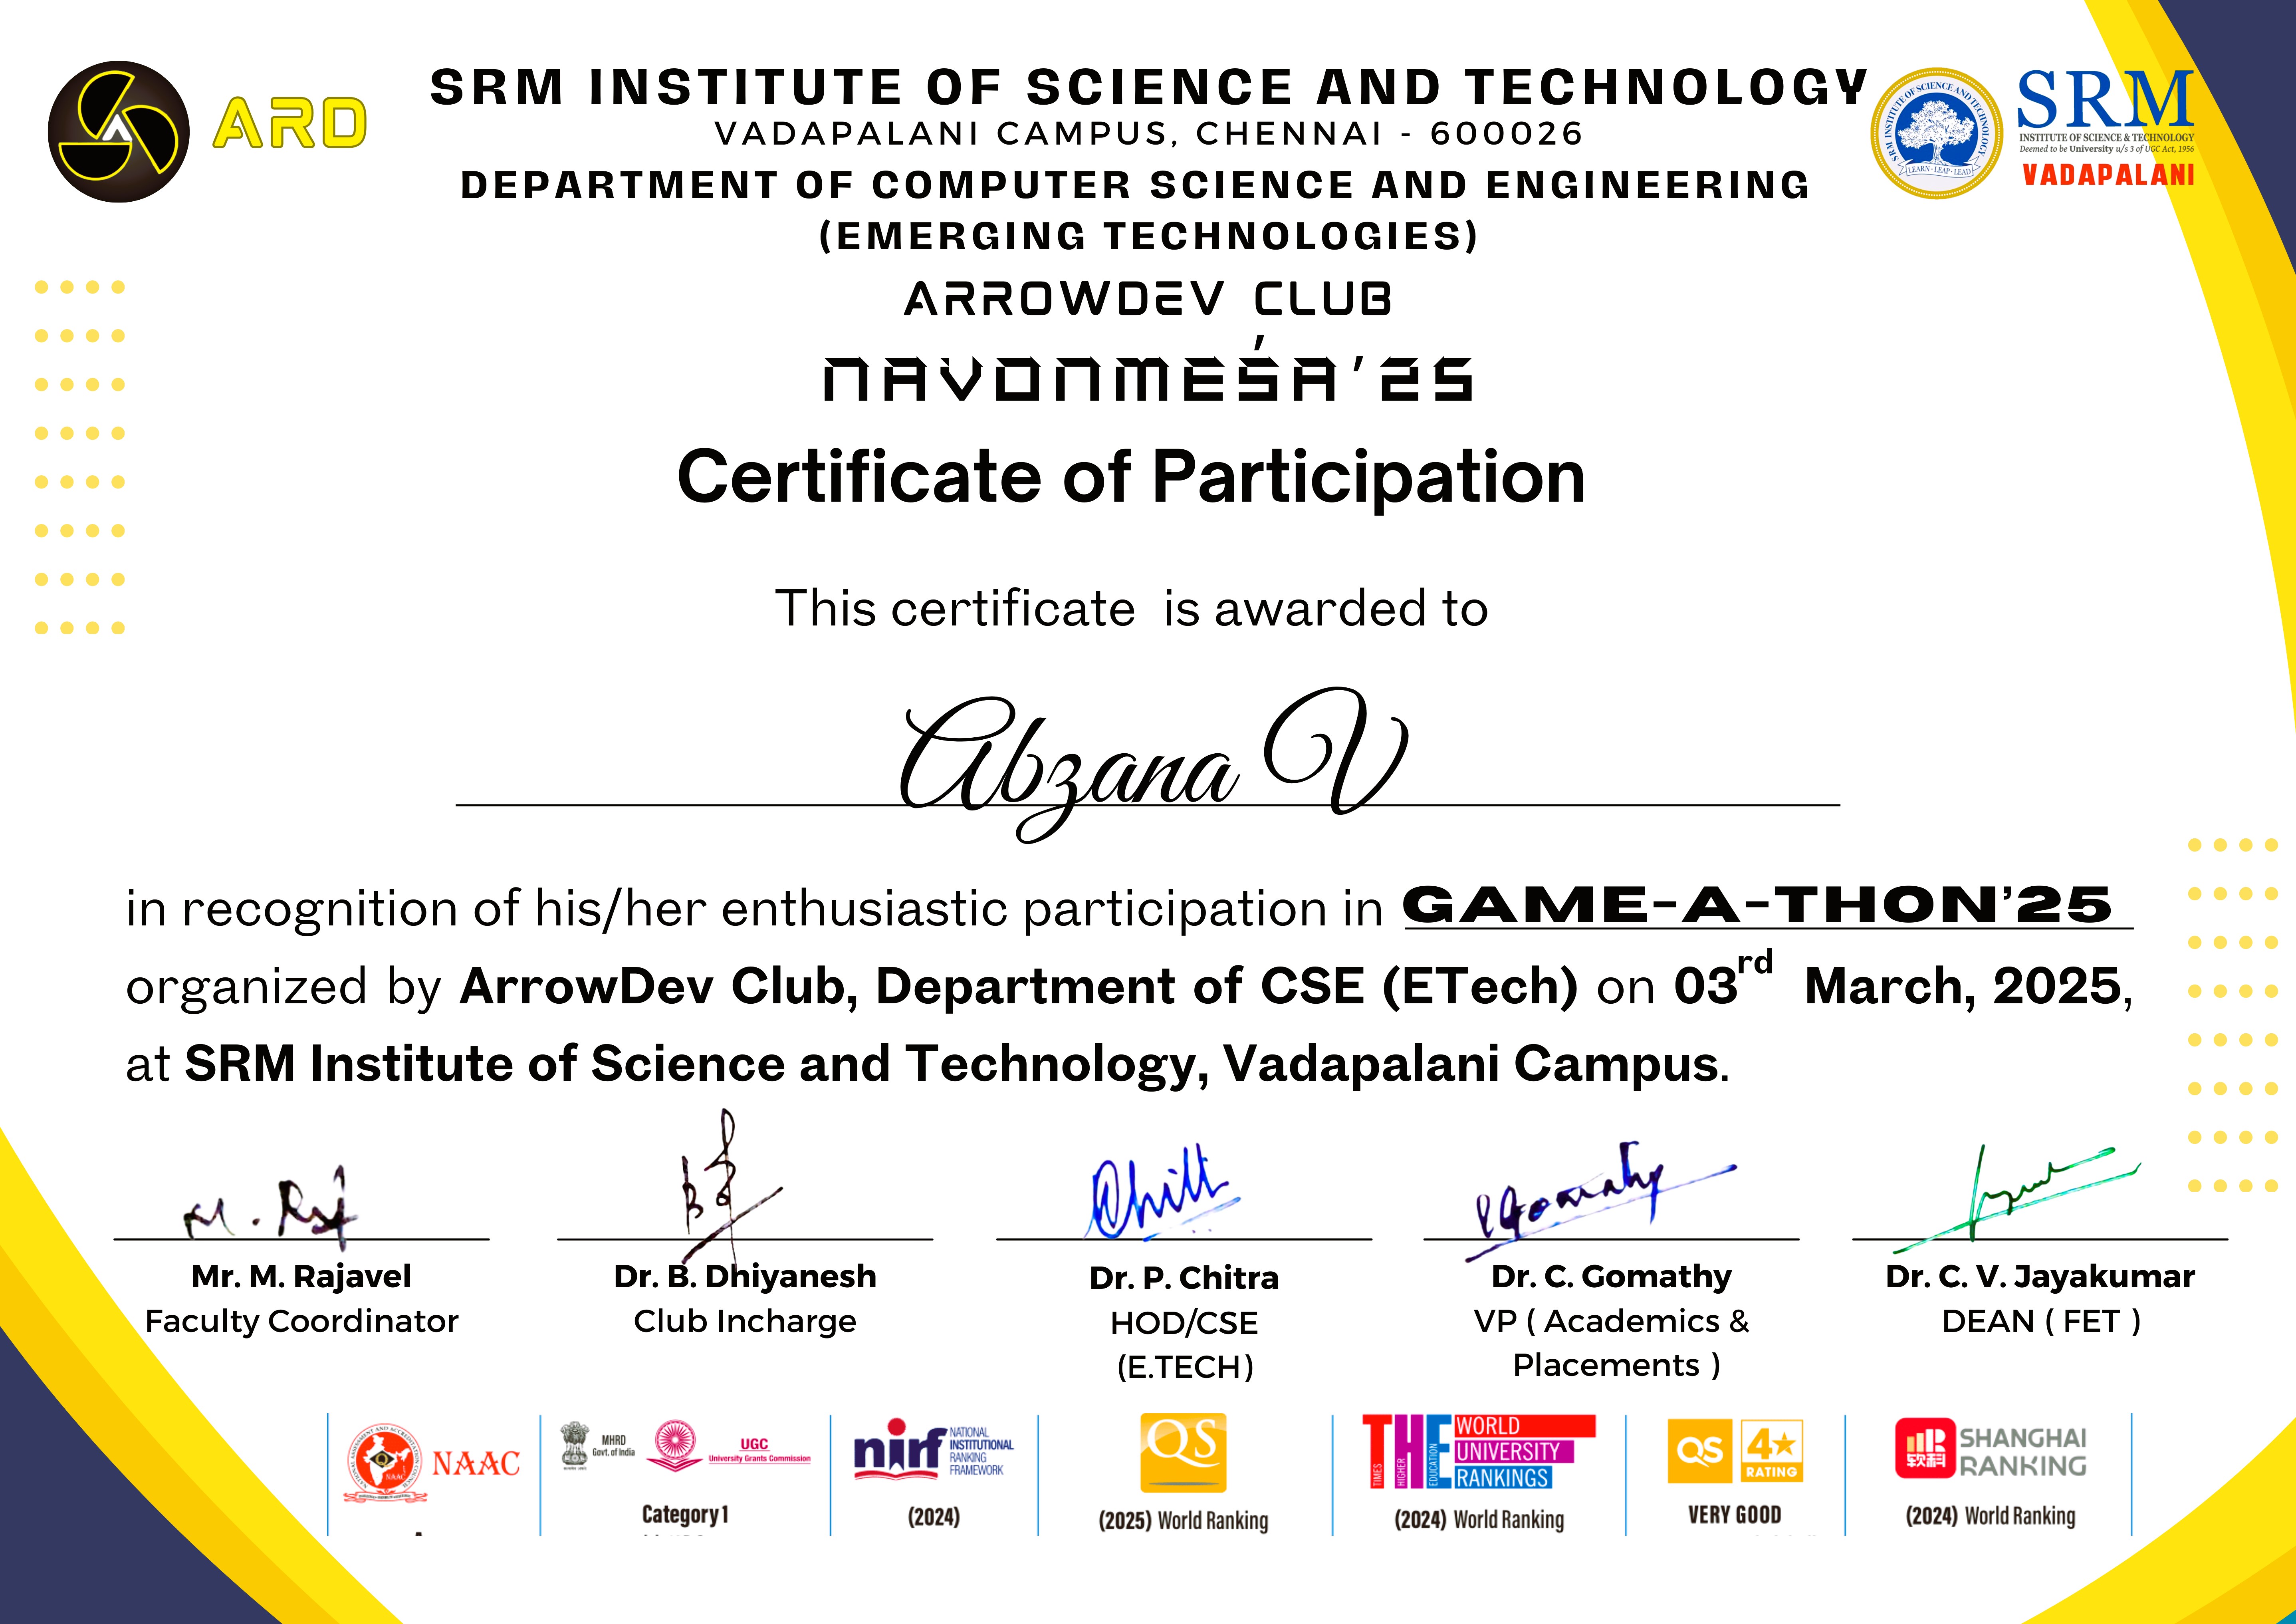 ARD
SRM INSTITUTE OF SCIENCE AND TECHNOLOGY
VADAPALANI CAMPUS, CHENNAI - 600026
DEPARTMENT OF COMPUTER SCIENCE AND ENGINEERING
(EMERGING TECHNOLOGIES)
ARROWDEV CLUB
NAVONMEŚA'25
SRM INSTITUTE OF SCIENCE AND TECHNOLOGY
LEARN - LEAP - LEAD
SRM
INSTITUTE OF SCIENCE & TECHNOLOGY
Deemed to be University u/s 3 of UGC Act, 1956
VADAPALANI
Certificate of Participation
This certificate is awarded to
Abzana V
in recognition of his/her enthusiastic participation in GAME-A-THON'25
organized by ArrowDev Club, Department of CSE (ETech) on 03rd March, 2025,
at SRM Institute of Science and Technology, Vadapalani Campus.
M. Raj
Chitt
Gomathy
Mr. M. Rajavel
Faculty Coordinator
Dr. B. Dhiyanesh
Club Incharge
Dr. P. Chitra
HOD/CSE
(E.TECH)
Dr. C. Gomathy
VP ( Academics &
Placements )
Dr. C. V. Jayakumar
DEAN ( FET )
NAAC
MHRD
Govt. of India
UGC
University Grants Commission
Category 1
nirf
NATIONAL
INSTITUTIONAL
RANKING
FRAMEWORK
(2024)
QS
(2025) World Ranking
THE
TIMES
HIGHER
EDUCATION
WORLD
UNIVERSITY
RANKINGS
(2024) World Ranking
QS
4★
RATING
VERY GOOD
软科
SHANGHAI
RANKING
(2024) World Ranking